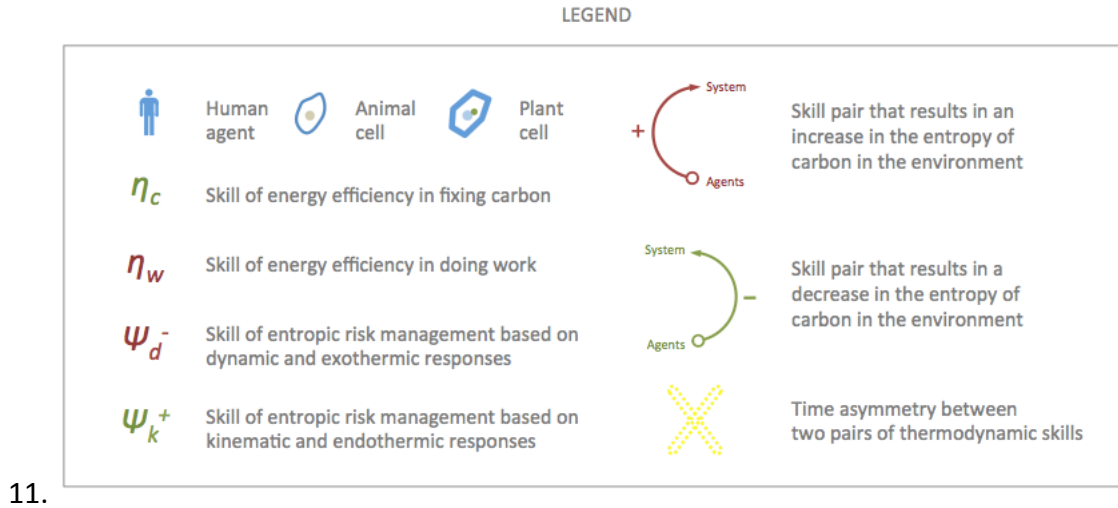 LEGEND
Human
agent
Animal
cell
Plant
cell
η_c Skill of energy efficiency in fixing carbon
η_w Skill of energy efficiency in doing work
Ψ_d^- Skill of entropic risk management based on
dynamic and exothermic responses
Ψ_k^+ Skill of entropic risk management based on
kinematic and endothermic responses
System
+
Agents
Skill pair that results in an
increase in the entropy of
carbon in the environment
System
–
Agents
Skill pair that results in a
decrease in the entropy of
carbon in the environment
Time asymmetry between
two pairs of thermodynamic skills
11.